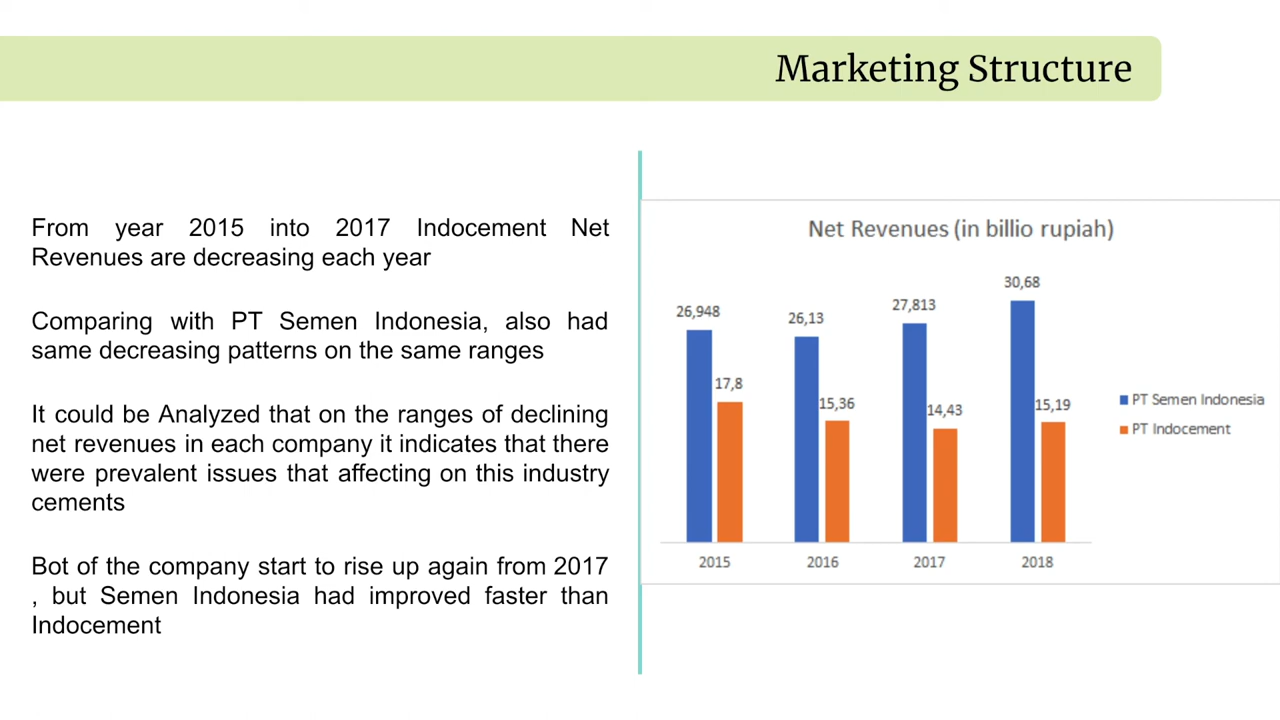 Marketing Structure
From year 2015 into 2017 Indocement Net
Revenues are decreasing each year
Comparing with PT Semen Indonesia, also had
same decreasing patterns on the same ranges
It could be Analyzed that on the ranges of declining
net revenues in each company it indicates that there
were prevalent issues that affecting on this industry
cements
Bot of the company start to rise up again from 2017
, but Semen Indonesia had improved faster than
Indocement
Net Revenues (in billio rupiah)
26,948
17,8
26,13
15,36
27,813
14,43
30,68
15,19
2015
2016
2017
2018
PT Semen Indonesia
PT Indocement